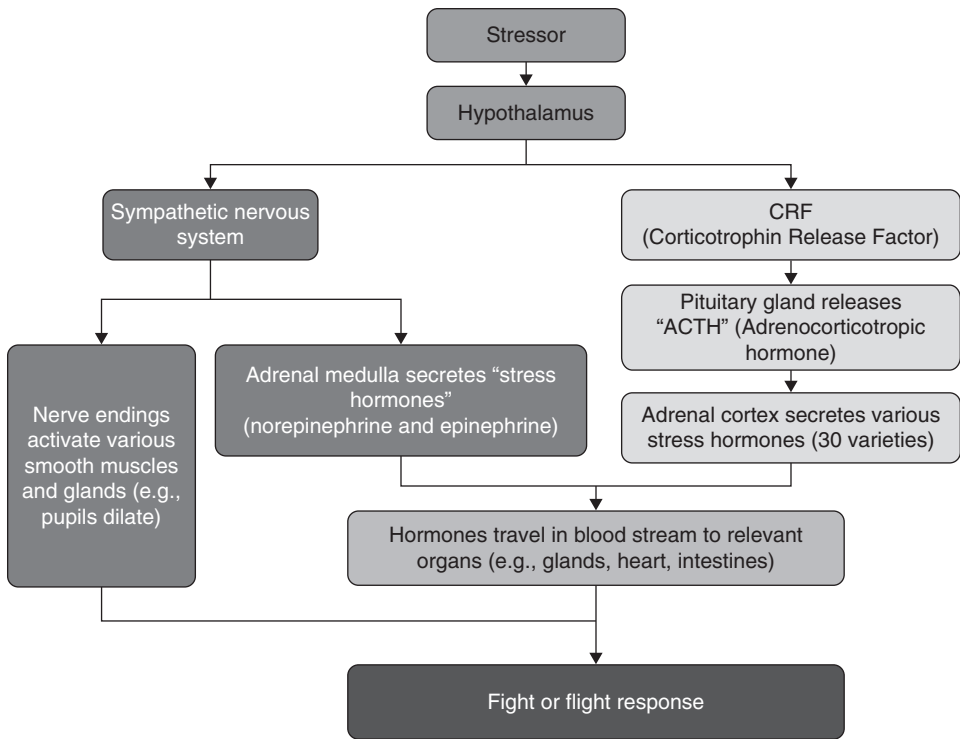 Stressor
Hypothalamus
Sympathetic nervous
system
CRF
(Corticotrophin Release Factor)
Pituitary gland releases
“ACTH” (Adrenocorticotropic
hormone)
Nerve endings
activate various
smooth muscles
and glands (e.g.,
pupils dilate)
Adrenal medulla secretes “stress
hormones”
(norepinephrine and epinephrine)
Adrenal cortex secretes various
stress hormones (30 varieties)
Hormones travel in blood stream to relevant
organs (e.g., glands, heart, intestines)
Fight or flight response